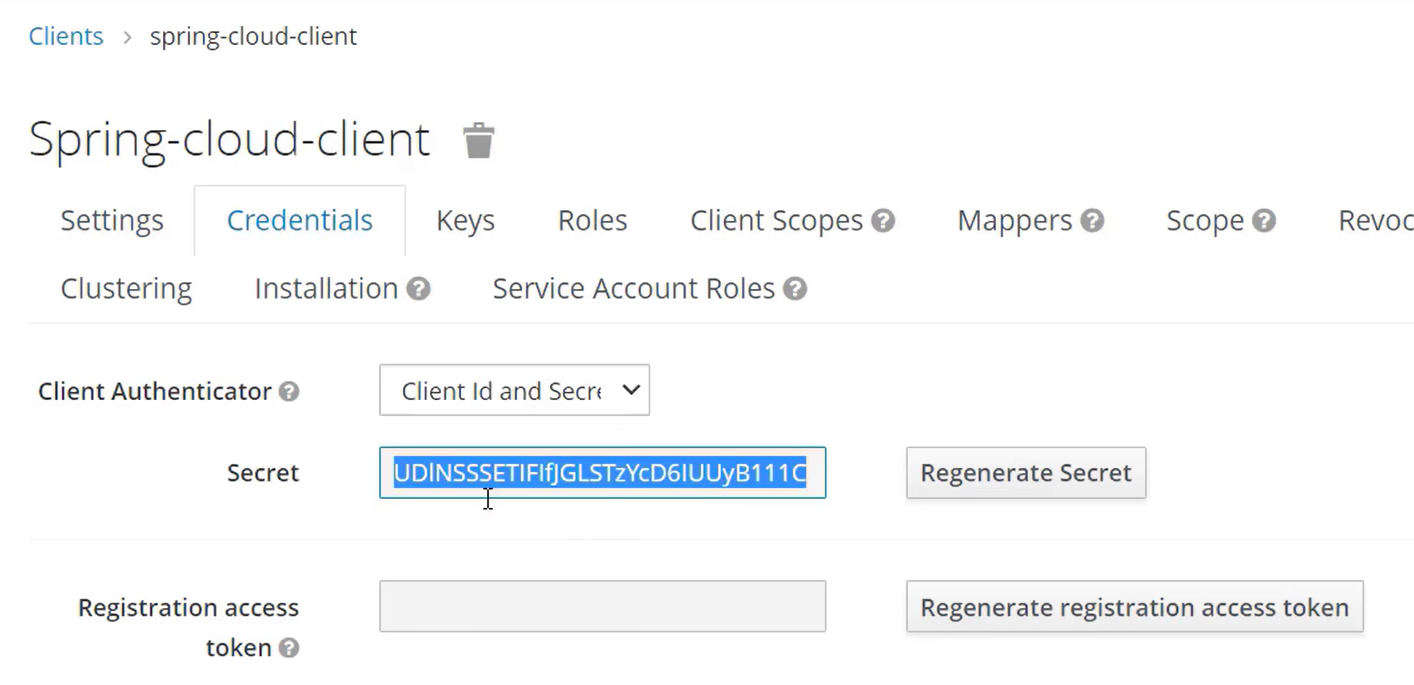 Clients > spring-cloud-client
Spring-cloud-client
Settings Credentials Keys Roles Client Scopes Mappers Scope Revoc
Clustering Installation Service Account Roles
Client Authenticator Client Id and Secre
Secret UDlNSSSETIFIfJGLSTzYcD6IUUyB111C Regenerate Secret
Registration access Regenerate registration access token
token